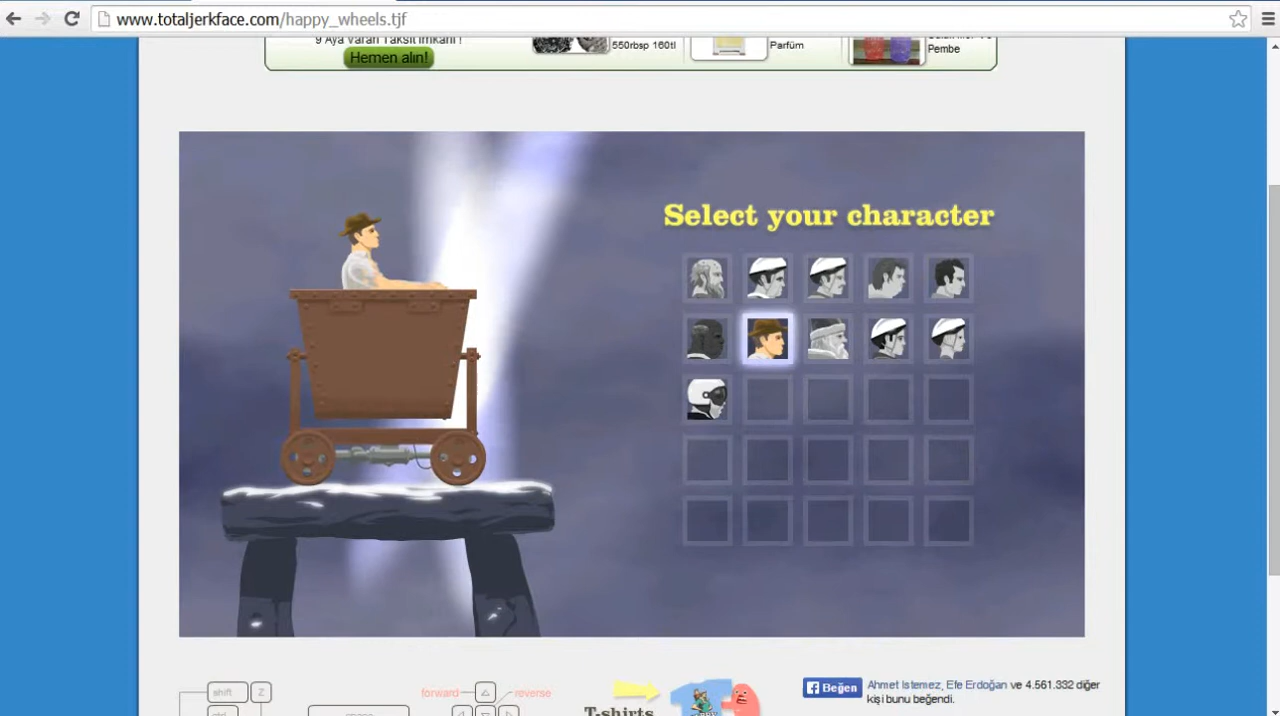 www.totaljerkface.com/happy_wheels.tjf
9 Aya Varan Taksit İmkanı !
Hemen alın!
550rbsp 160tl
Parfüm
Pembe
Select your character
shift
Z
forward
reverse
T-shirts
Beğen
Ahmet Istemez, Efe Erdoğan ve 4.561.332 diğer
kişi bunu beğendi.